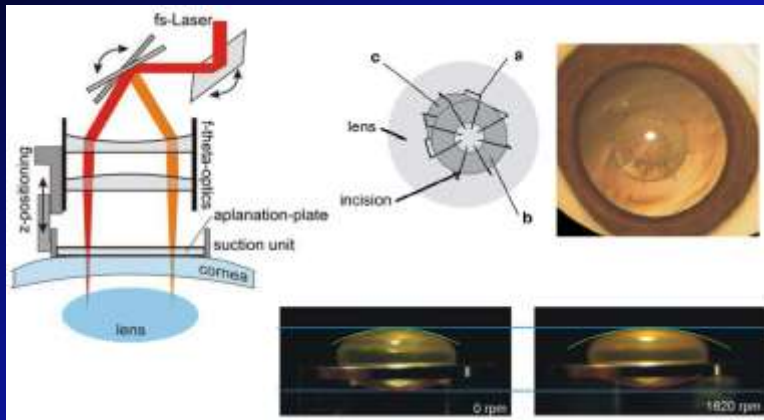 fs-Laser
f-theta-optics
z-positioning
aplanation-plate
suction unit
cornea
lens
c
a
lens
incision
b
0 rpm
1620 rpm